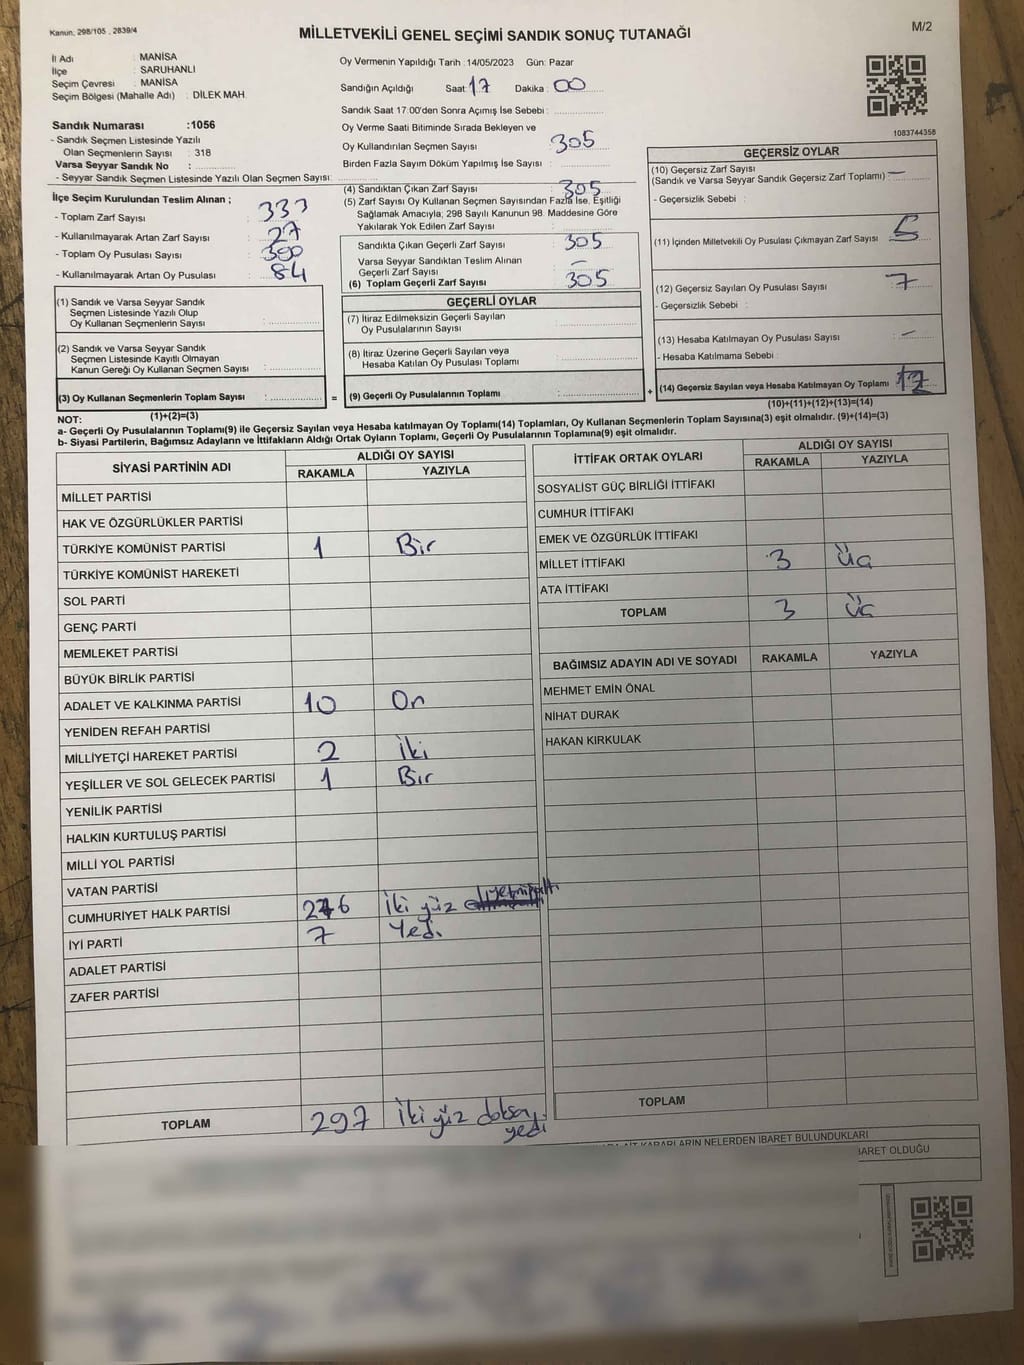 Kanun, 298/105 , 2839/4
MİLLETVEKİLİ GENEL SEÇİMİ SANDIK SONUÇ TUTANAĞI
M/2
İl Adı : MANİSA
İlçe : SARUHANLI
Seçim Çevresi : MANİSA
Seçim Bölgesi (Mahalle Adı) : DİLEK MAH.
Sandık Numarası :1056
- Sandık Seçmen Listesinde Yazılı
Olan Seçmenlerin Sayısı : 318
Varsa Seyyar Sandık No :
- Seyyar Sandık Seçmen Listesinde Yazılı Olan Seçmen Sayısı:
Oy Vermenin Yapıldığı Tarih :14/05/2023 Gün: Pazar
Sandığın Açıldığı Saat 17 Dakika : 00
Sandık Saat 17.00'den Sonra Açımış İse Sebebi :
Oy Verme Saati Bitiminde Sırada Bekleyen ve
Oy Kullandırılan Seçmen Sayısı : 305
Birden Fazla Sayım Döküm Yapılmış İse Sayısı :
1083744358
İlçe Seçim Kurulundan Teslim Alınan ;
- Toplam Zarf Sayısı : 333
- Kullanılmayarak Artan Zarf Sayısı : 27
- Toplam Oy Pusulası Sayısı :
- Kullanılmayarak Artan Oy Pusulası : 84
(4) Sandıktan Çıkan Zarf Sayısı : 305
(5) Zarf Sayısı Oy Kullanan Seçmen Sayısından Fazla İse, Eşitliği
Sağlamak Amacıyla; 298 Sayılı Kanunun 98. Maddesine Göre
Yakılarak Yok Edilen Zarf Sayısı :
Sandıkta Çıkan Geçerli Zarf Sayısı : 305
Varsa Seyyar Sandıktan Teslim Alınan
Geçerli Zarf Sayısı : -
(6) Toplam Geçerli Zarf Sayısı : 305
GEÇERSİZ OYLAR
(10) Geçersiz Zarf Sayısı
(Sandık ve Varsa Seyyar Sandık Geçersiz Zarf Toplamı) : -
- Geçersizlik Sebebi :
(11) İçinden Milletvekili Oy Pusulası Çıkmayan Zarf Sayısı : 5
(12) Geçersiz Sayılan Oy Pusulası Sayısı : 7
- Geçersizlik Sebebi :
(13) Hesaba Katılmayan Oy Pusulası Sayısı : -
- Hesaba Katılmama Sebebi :
(14) Geçersiz Sayılan veya Hesaba Katılmayan Oy Toplamı : 12
(10)+(11)+(12)+(13)=(14)
(1) Sandık ve Varsa Seyyar Sandık
Seçmen Listesinde Yazılı Olup
Oy Kullanan Seçmenlerin Sayısı :
(2) Sandık ve Varsa Seyyar Sandık
Seçmen Listesinde Kayıtlı Olmayan
Kanun Gereği Oy Kullanan Seçmen Sayısı :
(3) Oy Kullanan Seçmenlerin Toplam Sayısı :
(1)+(2)=(3)
=
GEÇERLİ OYLAR
(7) İtiraz Edilmeksizin Geçerli Sayılan
Oy Pusulalarının Sayısı :
(8) İtiraz Üzerine Geçerli Sayılan veya
Hesaba Katılan Oy Pusulası Toplamı :
(9) Geçerli Oy Pusulalarının Toplamı :
+
NOT:
a- Geçerli Oy Pusulalarının Toplamı(9) ile Geçersiz Sayılan veya Hesaba katılmayan Oy Toplamı(14) Toplamları, Oy Kullanan Seçmenlerin Toplam Sayısına(3) eşit olmalıdır. (9)+(14)=(3)
b- Siyasi Partilerin, Bağımsız Adayların ve İttifakların Aldığı Ortak Oyların Toplamı, Geçerli Oy Pusulalarının Toplamına(9) eşit olmalıdır.
SİYASİ PARTİNİN ADI ALDIĞI OY SAYISI
RAKAMLA YAZIYLA
MİLLET PARTİSİ
HAK VE ÖZGÜRLÜKLER PARTİSİ
TÜRKİYE KOMÜNİST PARTİSİ 1 Bir
TÜRKİYE KOMÜNİST HAREKETİ
SOL PARTİ
GENÇ PARTİ
MEMLEKET PARTİSİ
BÜYÜK BİRLİK PARTİSİ
ADALET VE KALKINMA PARTİSİ 10 On
YENİDEN REFAH PARTİSİ
MİLLİYETÇİ HAREKET PARTİSİ 2 İki
YEŞİLLER VE SOL GELECEK PARTİSİ 1 Bir
YENİLİK PARTİSİ
HALKIN KURTULUŞ PARTİSİ
MİLLİ YOL PARTİSİ
VATAN PARTİSİ
CUMHURİYET HALK PARTİSİ 276 İki yüz yetmişaltı
İYİ PARTİ 7 Yedi
ADALET PARTİSİ
ZAFER PARTİSİ
TOPLAM 297 İki yüz doksan yedi
İTTİFAK ORTAK OYLARI ALDIĞI OY SAYISI
RAKAMLA YAZIYLA
SOSYALİST GÜÇ BİRLİĞİ İTTİFAKI
CUMHUR İTTİFAKI
EMEK VE ÖZGÜRLÜK İTTİFAKI
MİLLET İTTİFAKI 3 Üç
ATA İTTİFAKI
TOPLAM 3 Üç
BAĞIMSIZ ADAYIN ADI VE SOYADI RAKAMLA YAZIYLA
MEHMET EMİN ÖNAL
NİHAT DURAK
HAKAN KIRKULAK
TOPLAM
AİT KARARLARIN NELERDEN İBARET BULUNDUKLARI
İBARET OLDUĞU